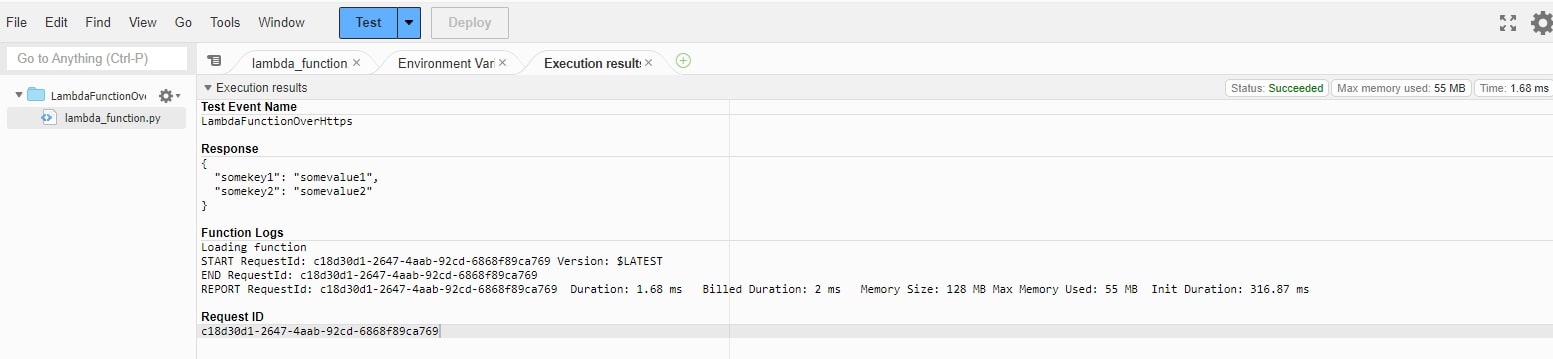 File Edit Find View Go Tools Window Test Deploy
Go to Anything (Ctrl-P)
lambda_function Environment Vari Execution results
LambdaFunctionOve
lambda_function.py
Execution results Status: Succeeded Max memory used: 55 MB Time: 1.68 ms
Test Event Name
LambdaFunctionOverHttps
Response
{
  "somekey1": "somevalue1",
  "somekey2": "somevalue2"
}
Function Logs
Loading function
START RequestId: c18d30d1-2647-4aab-92cd-6868f89ca769 Version: $LATEST
END RequestId: c18d30d1-2647-4aab-92cd-6868f89ca769
REPORT RequestId: c18d30d1-2647-4aab-92cd-6868f89ca769 Duration: 1.68 ms Billed Duration: 2 ms Memory Size: 128 MB Max Memory Used: 55 MB Init Duration: 316.87 ms
Request ID
c18d30d1-2647-4aab-92cd-6868f89ca769